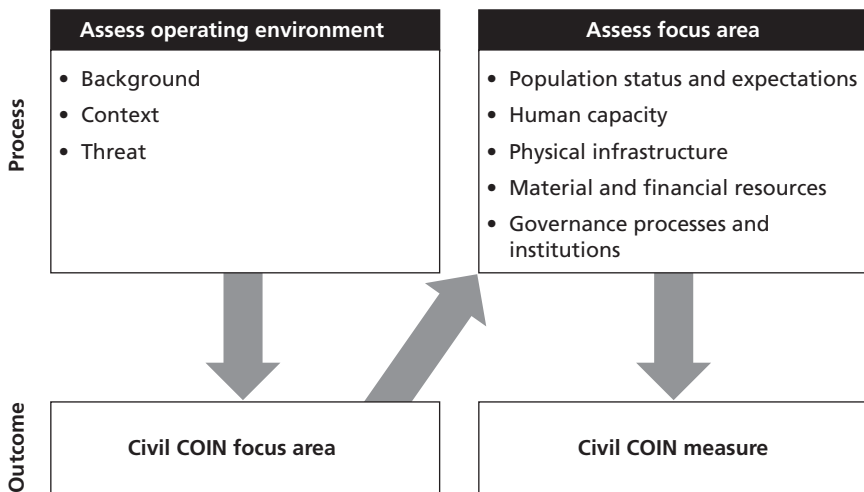 Process
Assess operating environment
• Background
• Context
• Threat
Assess focus area
• Population status and expectations
• Human capacity
• Physical infrastructure
• Material and financial resources
• Governance processes and
institutions
Outcome
Civil COIN focus area
Civil COIN measure